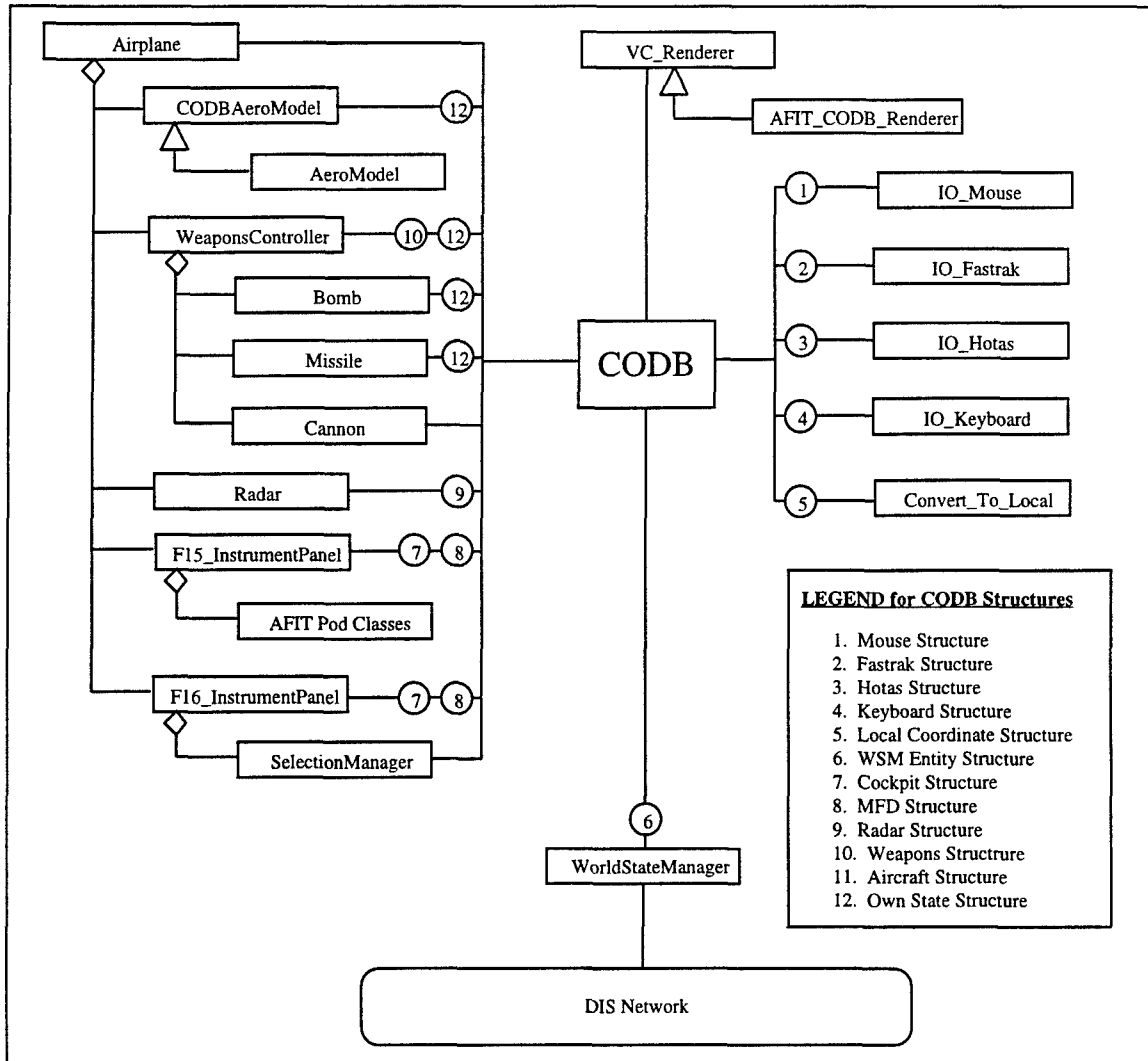 Airplane
CODBAeroModel
12
AeroModel
WeaponsController
10
12
Bomb
12
Missile
12
Cannon
Radar
9
F15_InstrumentPanel
7
8
AFIT Pod Classes
F16_InstrumentPanel
7
8
SelectionManager
VC_Renderer
AFIT_CODB_Renderer
CODB
1
IO_Mouse
2
IO_Fastrak
3
IO_Hotas
4
IO_Keyboard
5
Convert_To_Local
6
WorldStateManager
DIS Network
LEGEND for CODB Structures
1. Mouse Structure
2. Fastrak Structure
3. Hotas Structure
4. Keyboard Structure
5. Local Coordinate Structure
6. WSM Entity Structure
7. Cockpit Structure
8. MFD Structure
9. Radar Structure
10. Weapons Structrure
11. Aircraft Structure
12. Own State Structure